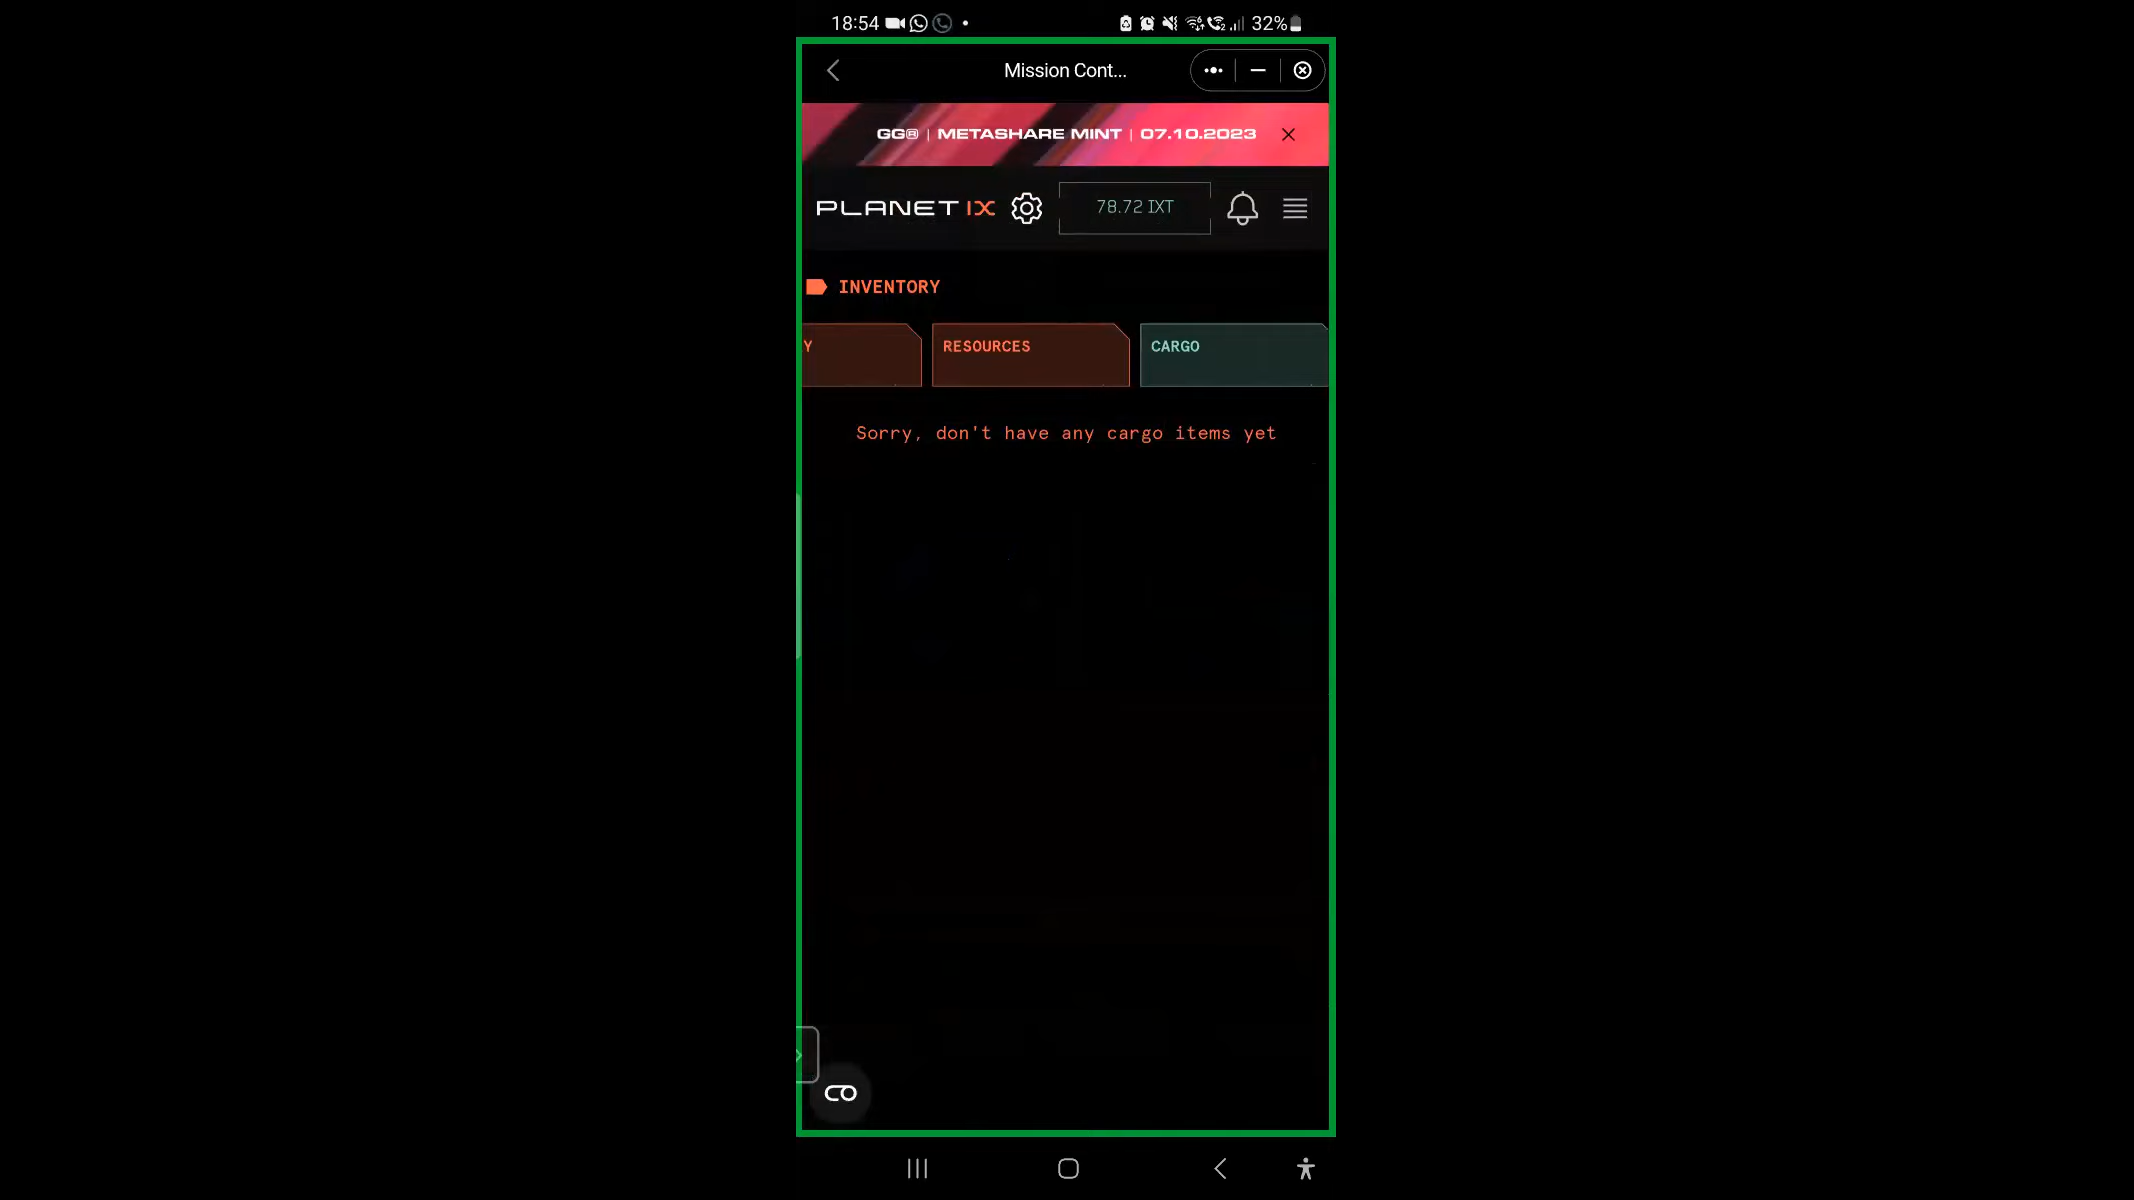 18:54
32%
Mission Cont...
GG® | METASHARE MINT | 07.10.2023
PLANET IX
78.72 IXT
INVENTORY
Y
RESOURCES
CARGO
Sorry, don't have any cargo items yet